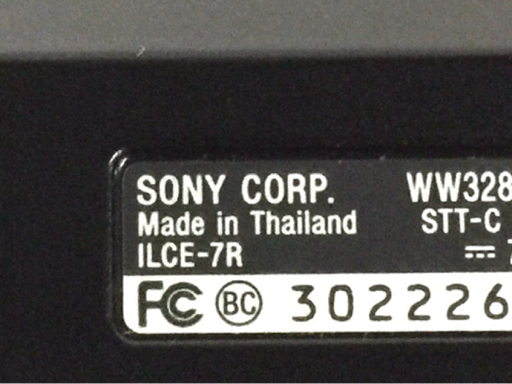 SONY CORP. WW328
Made in Thailand STT-C
ILCE-7R
FC BC 302226